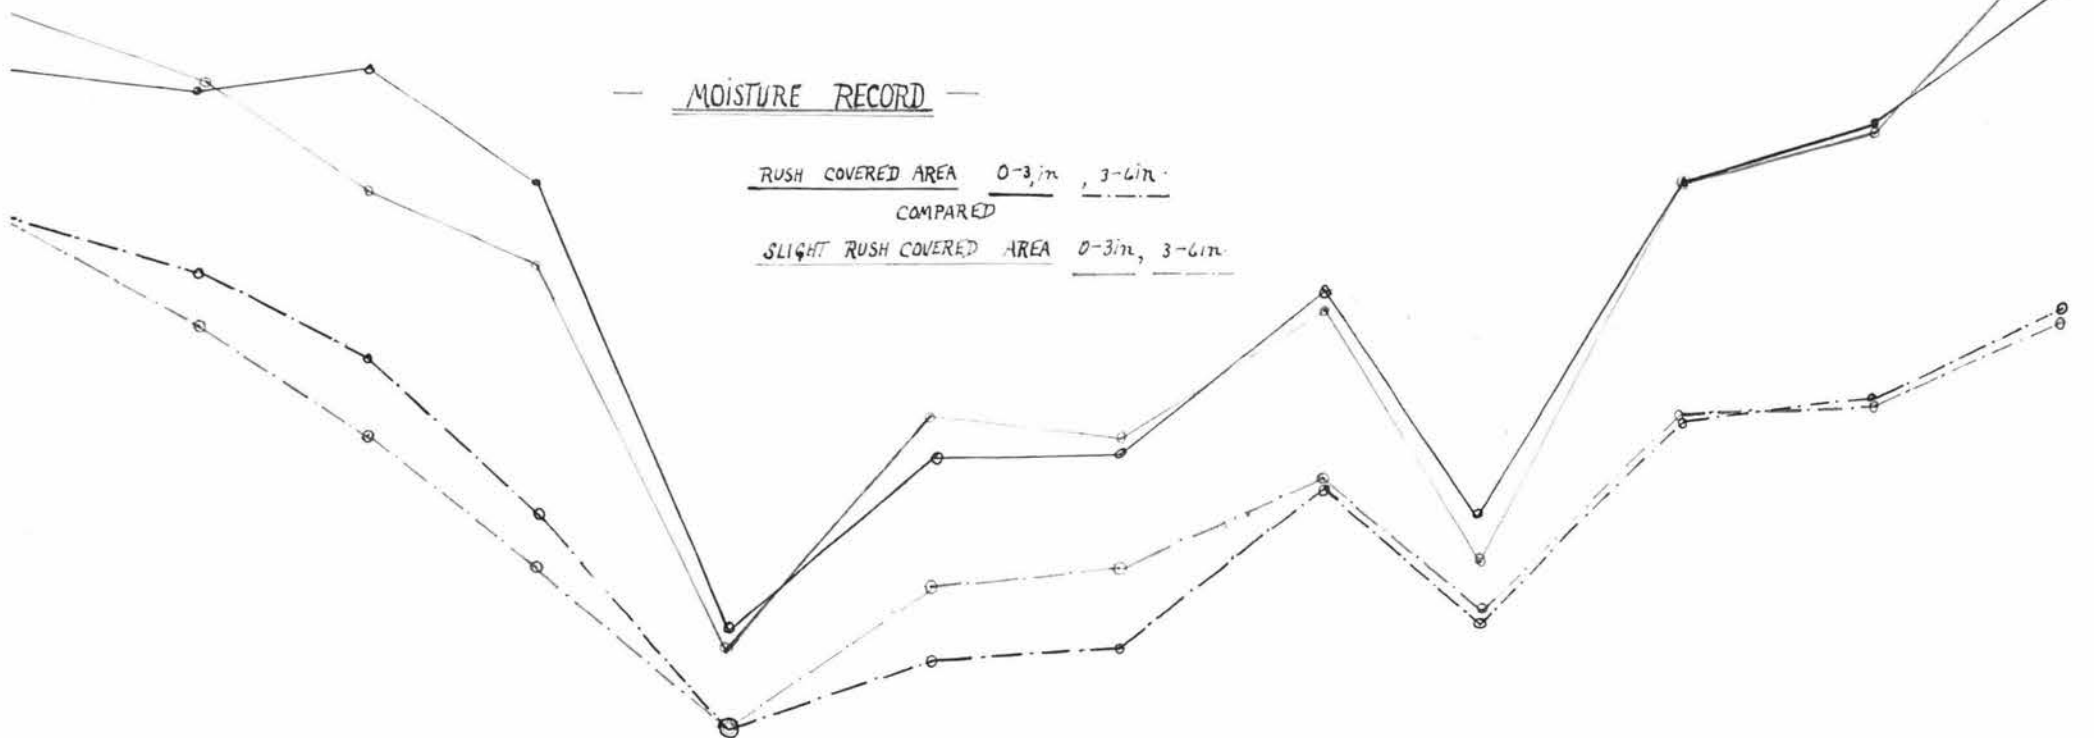 — MOISTURE RECORD —
RUSH COVERED AREA 0-3,in , 3-6in.
COMPARED
SLIGHT RUSH COVERED AREA 0-3in, 3-6in.